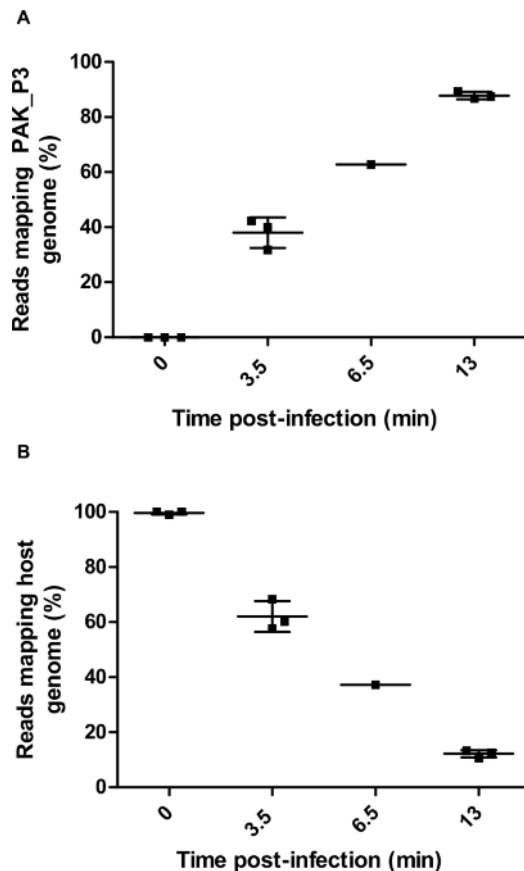 A
Reads mapping PAK_P3
genome (%)
100
80
60
40
20
0
0
3.5
6.5
13
Time post-infection (min)
B
Reads mapping host
genome (%)
100
80
60
40
20
0
0
3.5
6.5
13
Time post-infection (min)